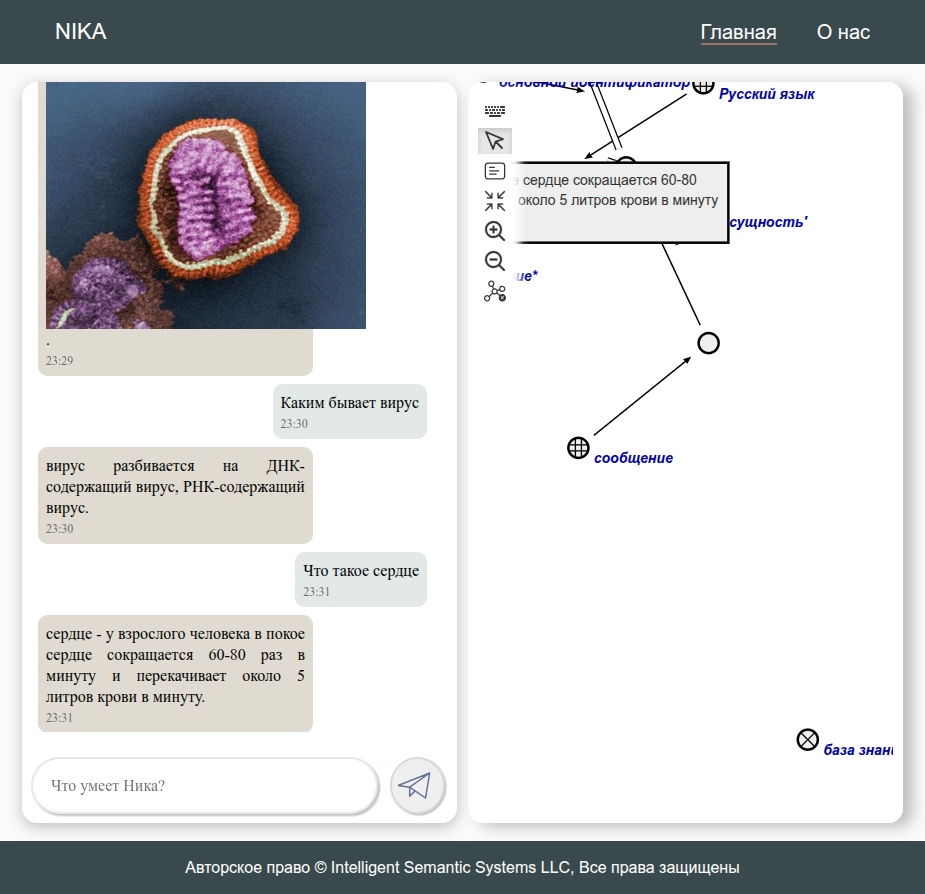 NIKA
Главная
О нас
.
23:29
Каким бывает вирус
23:30
вирус разбивается на ДНК-
содержащий вирус, РНК-содержащий
вирус.
23:30
Что такое сердце
23:31
сердце - у взрослого человека в покое
сердце сокращается 60-80 раз в
минуту и перекачивает около 5
литров крови в минуту.
23:31
Что умеет Ника?
основной идентификатор
Русский язык
сердце сокращается 60-80
около 5 литров крови в минуту
сущность'
сообщение
база
Авторское право © Intelligent Semantic Systems LLC, Все права защищены